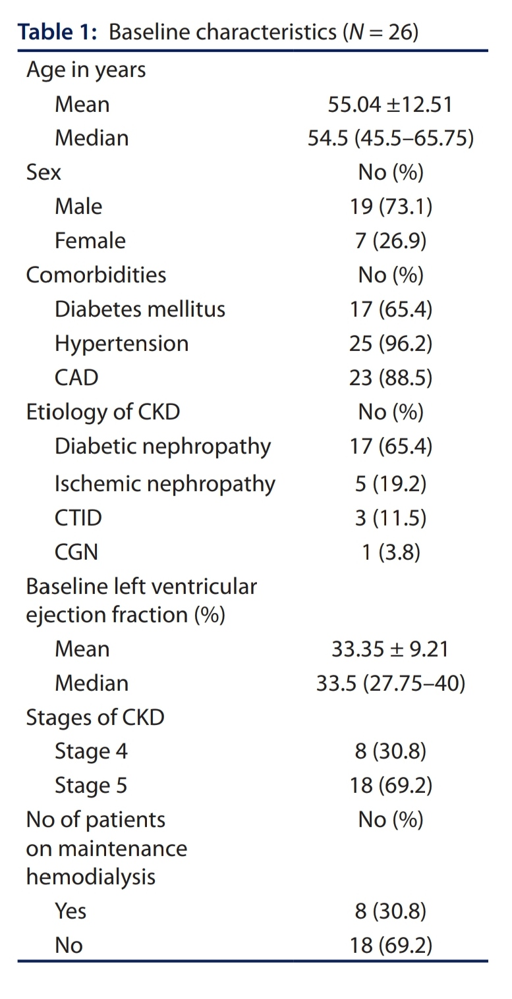 Table 1: Baseline characteristics (N = 26)
Age in years
Mean 55.04 ±12.51
Median 54.5 (45.5–65.75)
Sex No (%)
Male 19 (73.1)
Female 7 (26.9)
Comorbidities No (%)
Diabetes mellitus 17 (65.4)
Hypertension 25 (96.2)
CAD 23 (88.5)
Etiology of CKD No (%)
Diabetic nephropathy 17 (65.4)
Ischemic nephropathy 5 (19.2)
CTID 3 (11.5)
CGN 1 (3.8)
Baseline left ventricular
ejection fraction (%)
Mean 33.35 ± 9.21
Median 33.5 (27.75–40)
Stages of CKD
Stage 4 8 (30.8)
Stage 5 18 (69.2)
No of patients No (%)
on maintenance
hemodialysis
Yes 8 (30.8)
No 18 (69.2)